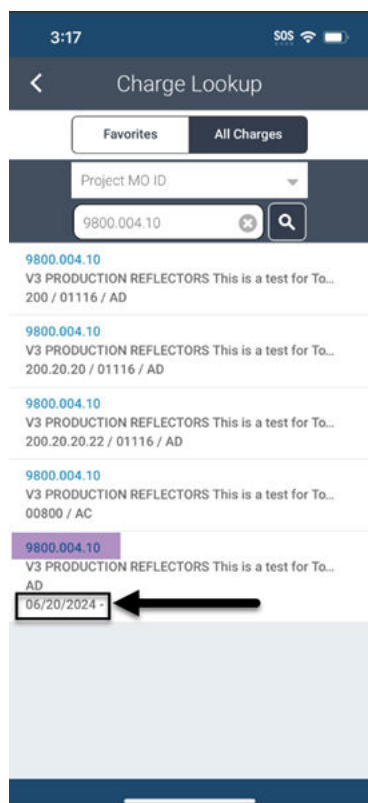 3:17 SOS
Charge Lookup
Favorites All Charges
Project MO ID
9800.004.10
9800.004.10
V3 PRODUCTION REFLECTORS This is a test for To...
200 / 01116 / AD
9800.004.10
V3 PRODUCTION REFLECTORS This is a test for To...
200.20.20 / 01116 / AD
9800.004.10
V3 PRODUCTION REFLECTORS This is a test for To...
200.20.20.22 / 01116 / AD
9800.004.10
V3 PRODUCTION REFLECTORS This is a test for To...
00800 / AC
9800.004.10
V3 PRODUCTION REFLECTORS This is a test for To...
AD
06/20/2024 -